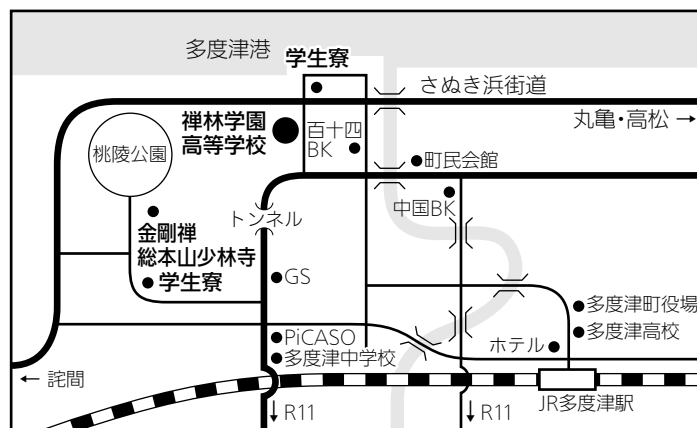 多度津港
学生寮
さぬき浜街道
丸亀・高松 →
禅林学園
高等学校
百十四
BK
町民会館
桃陵公園
中国BK
トンネル
金剛禅
総本山少林寺
学生寮
GS
多度津町役場
多度津高校
PiCASO
多度津中学校
ホテル
← 詫間
JR多度津駅
↓ R11
↓ R11